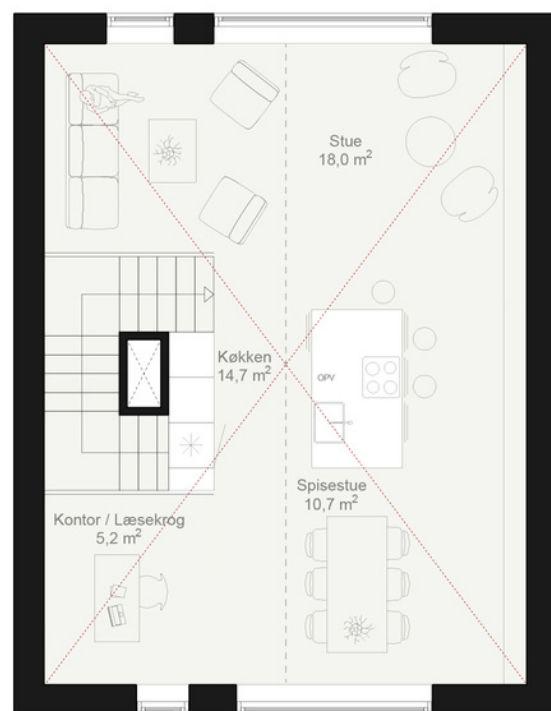 Stue
18,0 m²
Køkken
14,7 m²
OPV
Spisestue
10,7 m²
Kontor / Læsekrog
5,2 m²